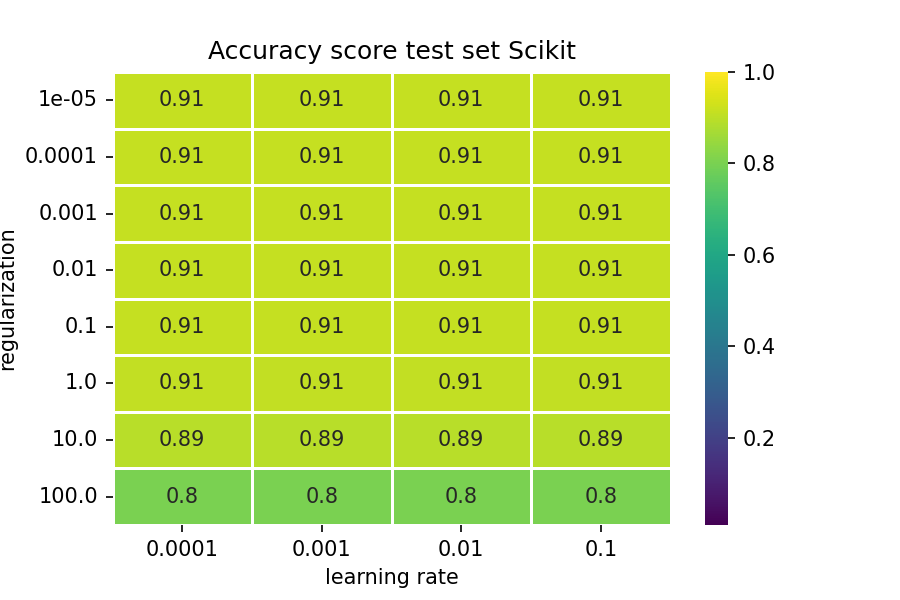 Accuracy score test set Scikit
1e-05 0.91 0.91 0.91 0.91
0.0001 0.91 0.91 0.91 0.91
0.001 0.91 0.91 0.91 0.91
0.01 0.91 0.91 0.91 0.91
0.1 0.91 0.91 0.91 0.91
1.0 0.91 0.91 0.91 0.91
10.0 0.89 0.89 0.89 0.89
100.0 0.8 0.8 0.8 0.8
0.0001 0.001 0.01 0.1
learning rate
regularization
1.0
0.8
0.6
0.4
0.2